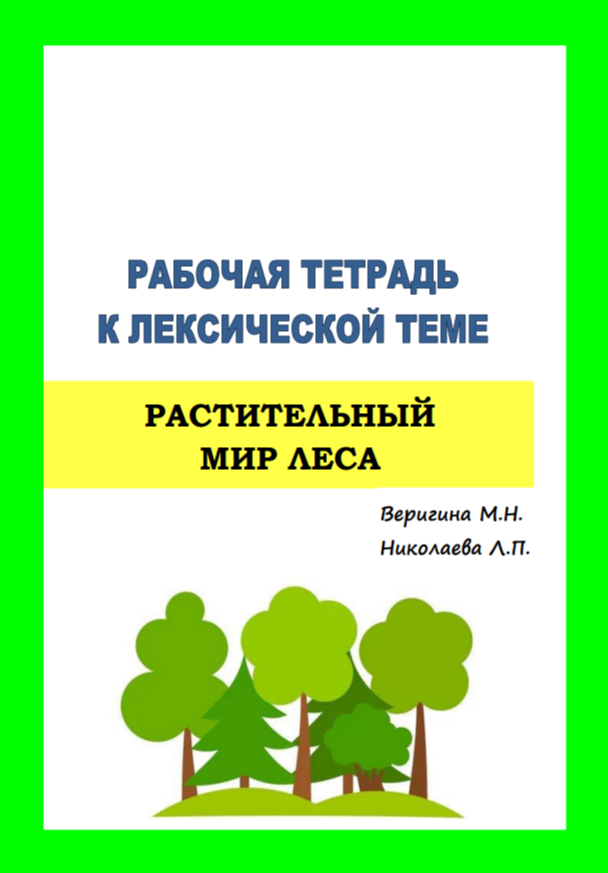 РАБОЧАЯ ТЕТРАДЬ
К ЛЕКСИЧЕСКОЙ ТЕМЕ
РАСТИТЕЛЬНЫЙ
МИР ЛЕСА
Веригина М.Н.
Николаева Л.П.